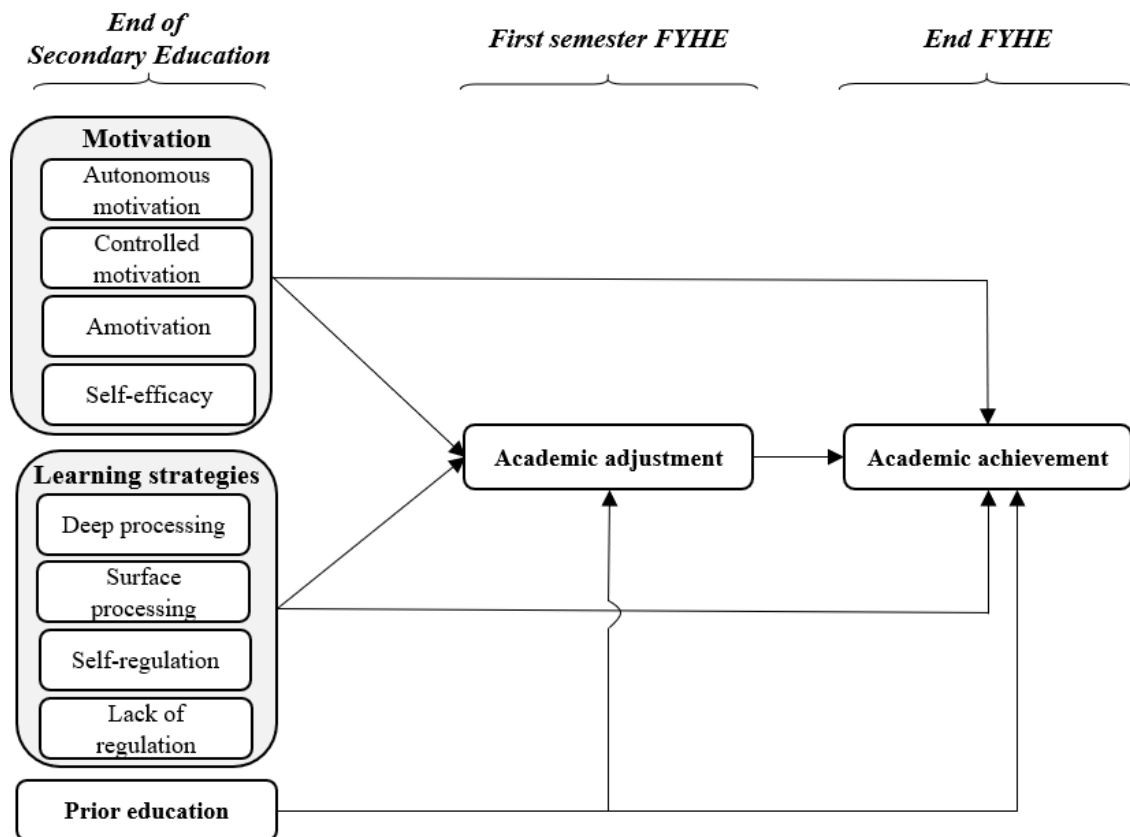 End of
Secondary Education
First semester FYHE
End FYHE
Motivation
Autonomous
motivation
Controlled
motivation
Amotivation
Self-efficacy
Learning strategies
Deep processing
Surface
processing
Self-regulation
Lack of
regulation
Prior education
Academic adjustment
Academic achievement